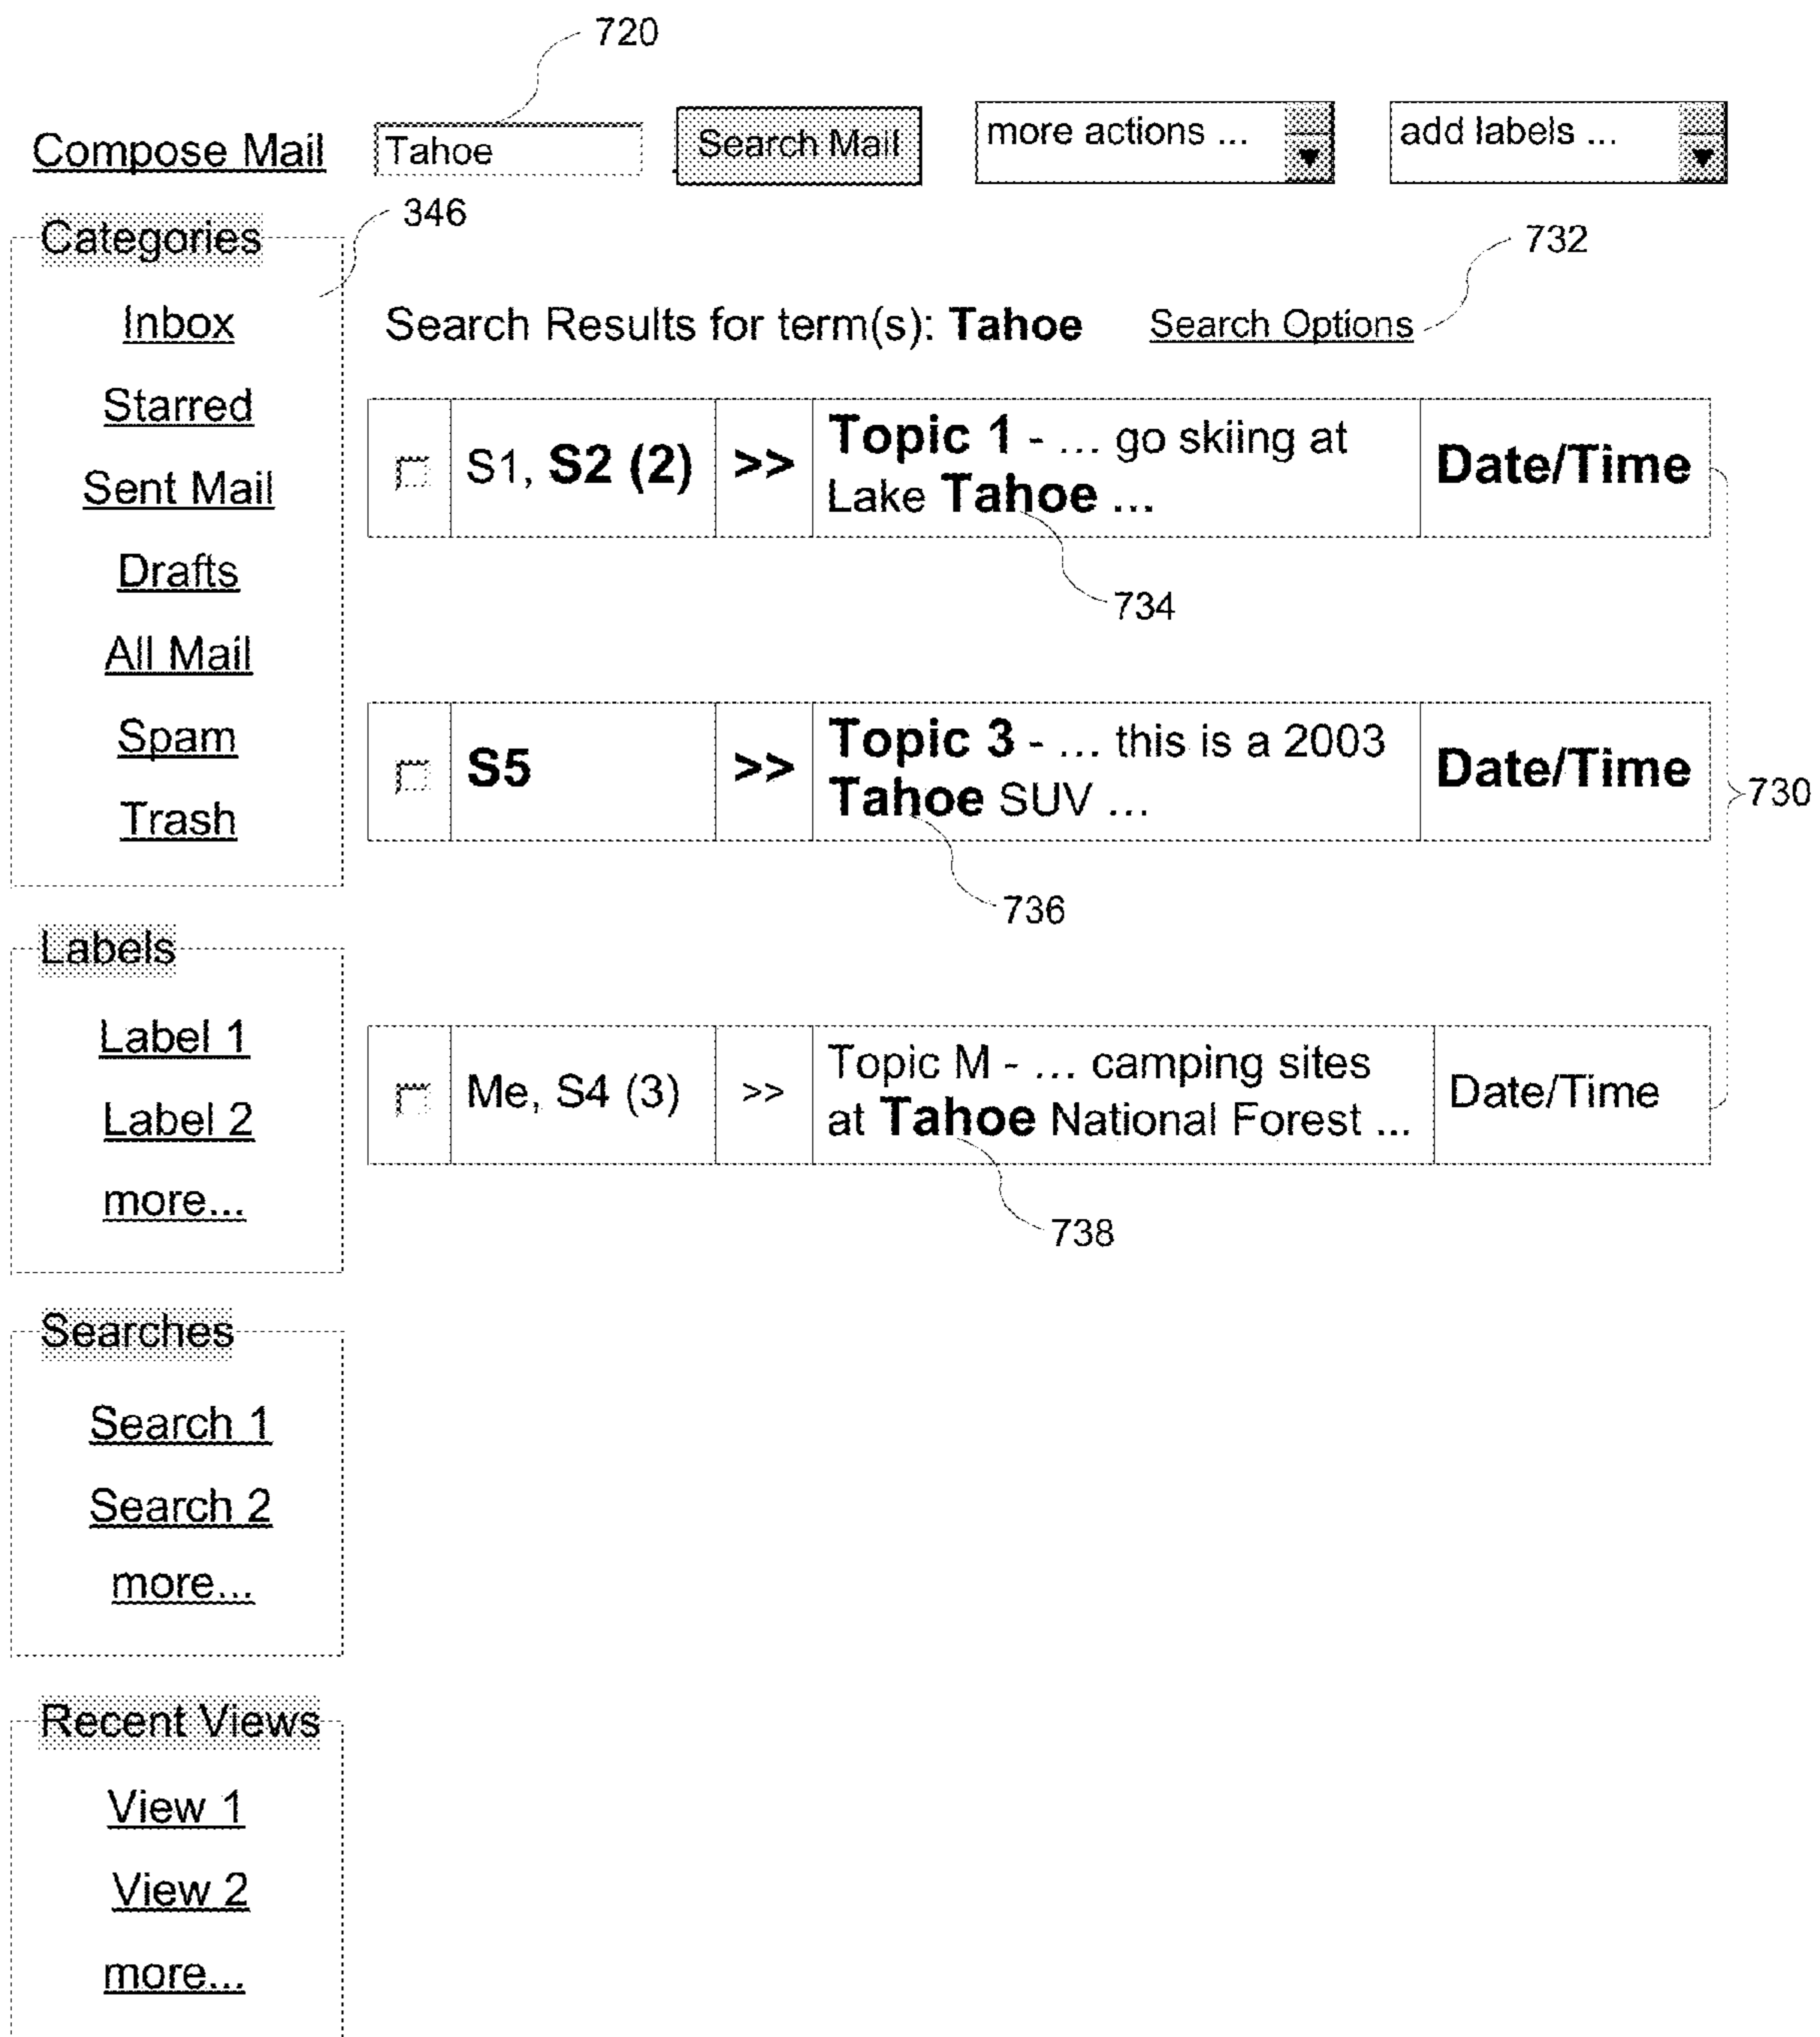 720
Compose Mail Tahoe Search Mail more actions ... add labels ...
346
Categories
732
Inbox
Starred
Sent Mail
Drafts
All Mail
Spam
Trash
Search Results for term(s): Tahoe Search Options
S1, S2 (2) >> Topic 1 - ... go skiing at
Lake Tahoe ...
Date/Time
734
S5 >> Topic 3 - ... this is a 2003
Tahoe SUV ...
Date/Time
730
736
Me, S4 (3) >> Topic M - ... camping sites
at Tahoe National Forest ...
Date/Time
738
Labels
Label 1
Label 2
more...
Searches
Search 1
Search 2
more...
Recent Views
View 1
View 2
more...